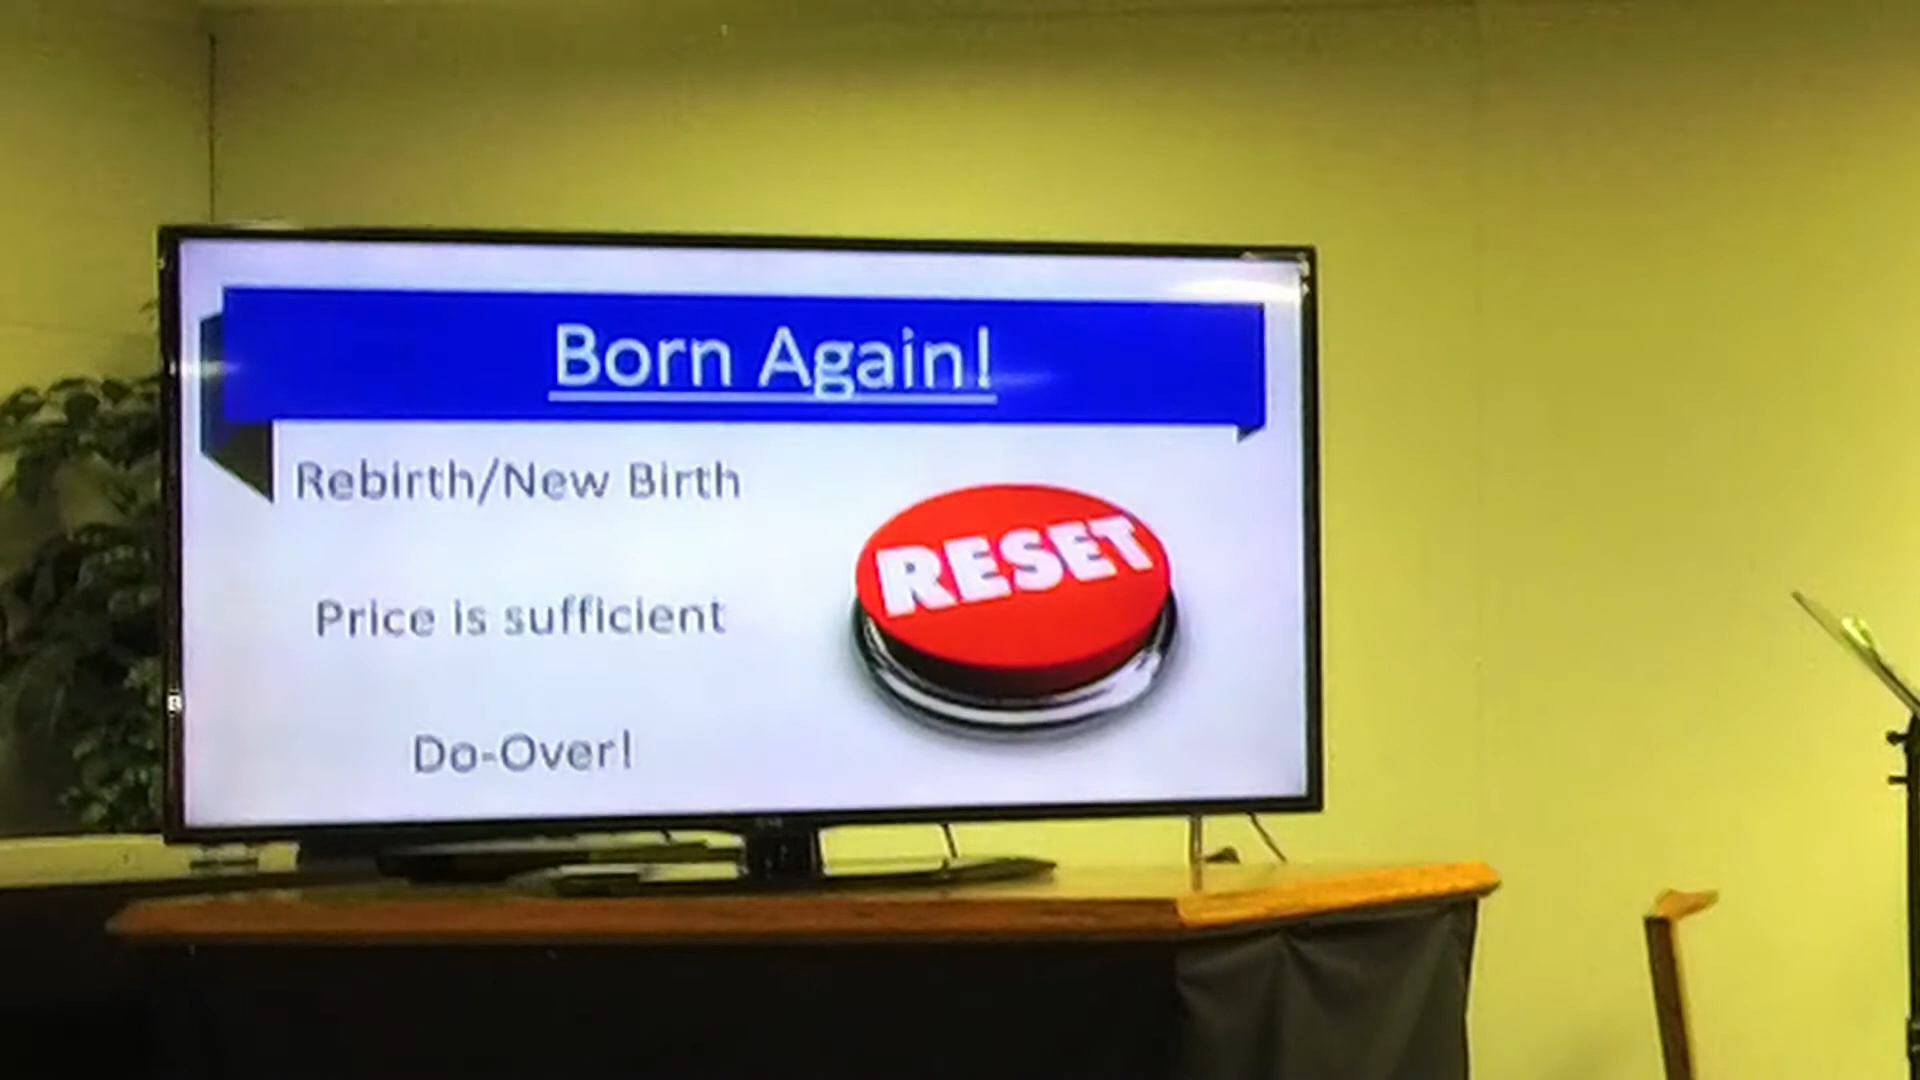 Born Again!
Rebirth/New Birth
Price is sufficient
Do-Over!
RESET